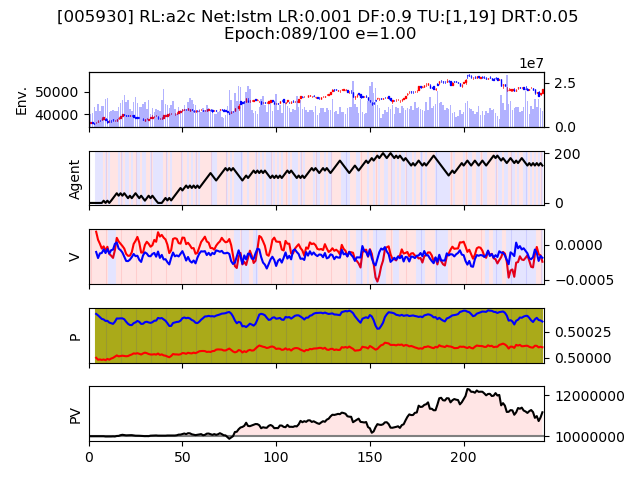 [005930] RL:a2c Net:lstm LR:0.001 DF:0.9 TU:[1,19] DRT:0.05
Epoch:089/100 e=1.00
1e7
Env.
50000
40000
2.5
0.0
Agent
200
0
V
0.0000
−0.0005
P
0.50025
0.50000
PV
12000000
10000000
0
50
100
150
200